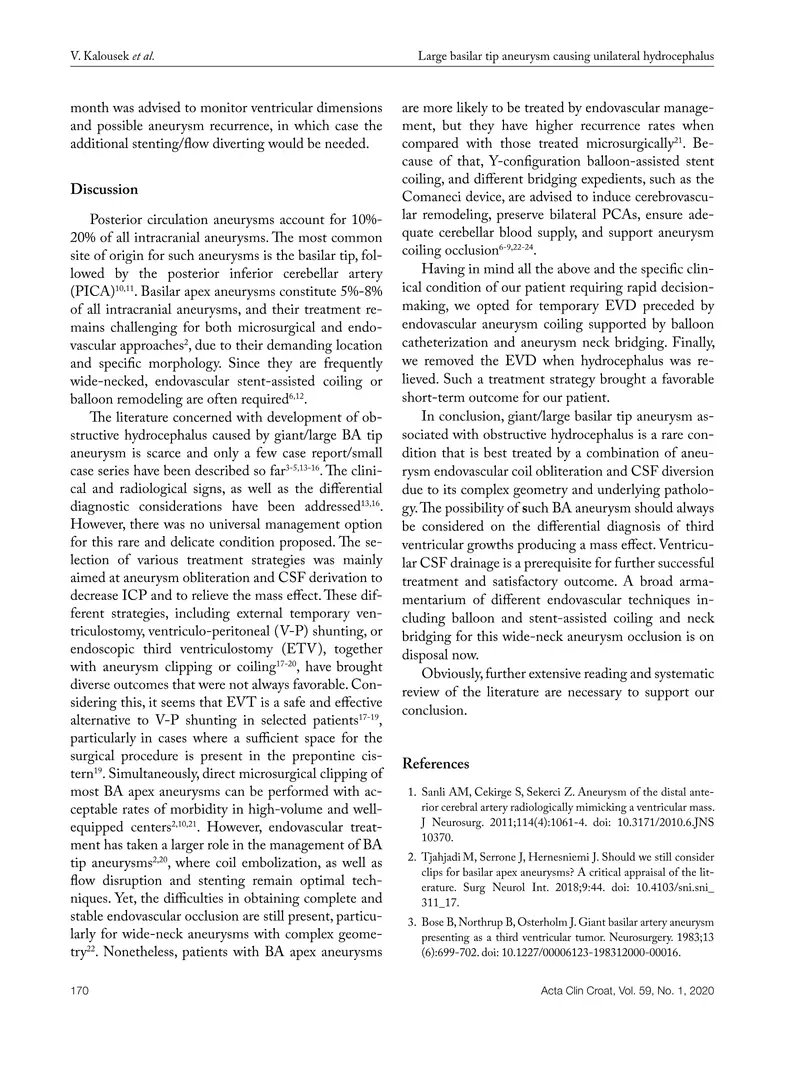 V. Kalousek et al.
Large basilar tip aneurysm causing unilateral hydrocephalus
month was advised to monitor ventricular dimensions
and possible aneurysm recurrence, in which case the
additional stenting/flow diverting would be needed.
Discussion
Posterior circulation aneurysms account for 10%-
20% of all intracranial aneurysms. The most common
site of origin for such aneurysms is the basilar tip, fol-
lowed by the posterior inferior cerebellar artery
(PICA)10,11. Basilar apex aneurysms constitute 5%-8%
of all intracranial aneurysms, and their treatment re-
mains challenging for both microsurgical and endo-
vascular approaches2, due to their demanding location
and specific morphology. Since they are frequently
wide-necked, endovascular stent-assisted coiling or
balloon remodeling are often required6,12.
The literature concerned with development of ob-
structive hydrocephalus caused by giant/large BA tip
aneurysm is scarce and only a few case report/small
case series have been described so far3-5,13-16. The clini-
cal and radiological signs, as well as the differential
diagnostic considerations have been addressed13,16.
However, there was no universal management option
for this rare and delicate condition proposed. The se-
lection of various treatment strategies was mainly
aimed at aneurysm obliteration and CSF derivation to
decrease ICP and to relieve the mass effect. These dif-
ferent strategies, including external temporary ven-
triculostomy, ventriculo-peritoneal (V-P) shunting, or
endoscopic third ventriculostomy (ETV), together
with aneurysm clipping or coiling17-20, have brought
diverse outcomes that were not always favorable. Con-
sidering this, it seems that EVT is a safe and effective
alternative to V-P shunting in selected patients17-19,
particularly in cases where a sufficient space for the
surgical procedure is present in the prepontine cis-
tern19. Simultaneously, direct microsurgical clipping of
most BA apex aneurysms can be performed with ac-
ceptable rates of morbidity in high-volume and well-
equipped centers2,10,21. However, endovascular treat-
ment has taken a larger role in the management of BA
tip aneurysms2,20, where coil embolization, as well as
flow disruption and stenting remain optimal tech-
niques. Yet, the difficulties in obtaining complete and
stable endovascular occlusion are still present, particu-
larly for wide-neck aneurysms with complex geome-
try22. Nonetheless, patients with BA apex aneurysms
are more likely to be treated by endovascular manage-
ment, but they have higher recurrence rates when
compared with those treated microsurgically21. Be-
cause of that, Y-configuration balloon-assisted stent
coiling, and different bridging expedients, such as the
Comaneci device, are advised to induce cerebrovascu-
lar remodeling, preserve bilateral PCAs, ensure ade-
quate cerebellar blood supply, and support aneurysm
coiling occlusion6-9,22-24.
Having in mind all the above and the specific clin-
ical condition of our patient requiring rapid decision-
making, we opted for temporary EVD preceded by
endovascular aneurysm coiling supported by balloon
catheterization and aneurysm neck bridging. Finally,
we removed the EVD when hydrocephalus was re-
lieved. Such a treatment strategy brought a favorable
short-term outcome for our patient.
In conclusion, giant/large basilar tip aneurysm as-
sociated with obstructive hydrocephalus is a rare con-
dition that is best treated by a combination of aneu-
rysm endovascular coil obliteration and CSF diversion
due to its complex geometry and underlying patholo-
gy. The possibility of such BA aneurysm should always
be considered on the differential diagnosis of third
ventricular growths producing a mass effect. Ventricu-
lar CSF drainage is a prerequisite for further successful
treatment and satisfactory outcome. A broad arma-
mentarium of different endovascular techniques in-
cluding balloon and stent-assisted coiling and neck
bridging for this wide-neck aneurysm occlusion is on
disposal now.
Obviously, further extensive reading and systematic
review of the literature are necessary to support our
conclusion.
References
1. Sanli AM, Cekirge S, Sekerci Z. Aneurysm of the distal ante-
rior cerebral artery radiologically mimicking a ventricular mass.
J Neurosurg. 2011;114(4):1061-4. doi: 10.3171/2010.6.JNS
10370.
2. Tjahjadi M, Serrone J, Hernesniemi J. Should we still consider
clips for basilar apex aneurysms? A critical appraisal of the lit-
erature. Surg Neurol Int. 2018;9:44. doi: 10.4103/sni.sni_
311_17.
3. Bose B, Northrup B, Osterholm J. Giant basilar artery aneurysm
presenting as a third ventricular tumor. Neurosurgery. 1983;13
(6):699-702. doi: 10.1227/00006123-198312000-00016.
170
Acta Clin Croat, Vol. 59, No. 1, 2020